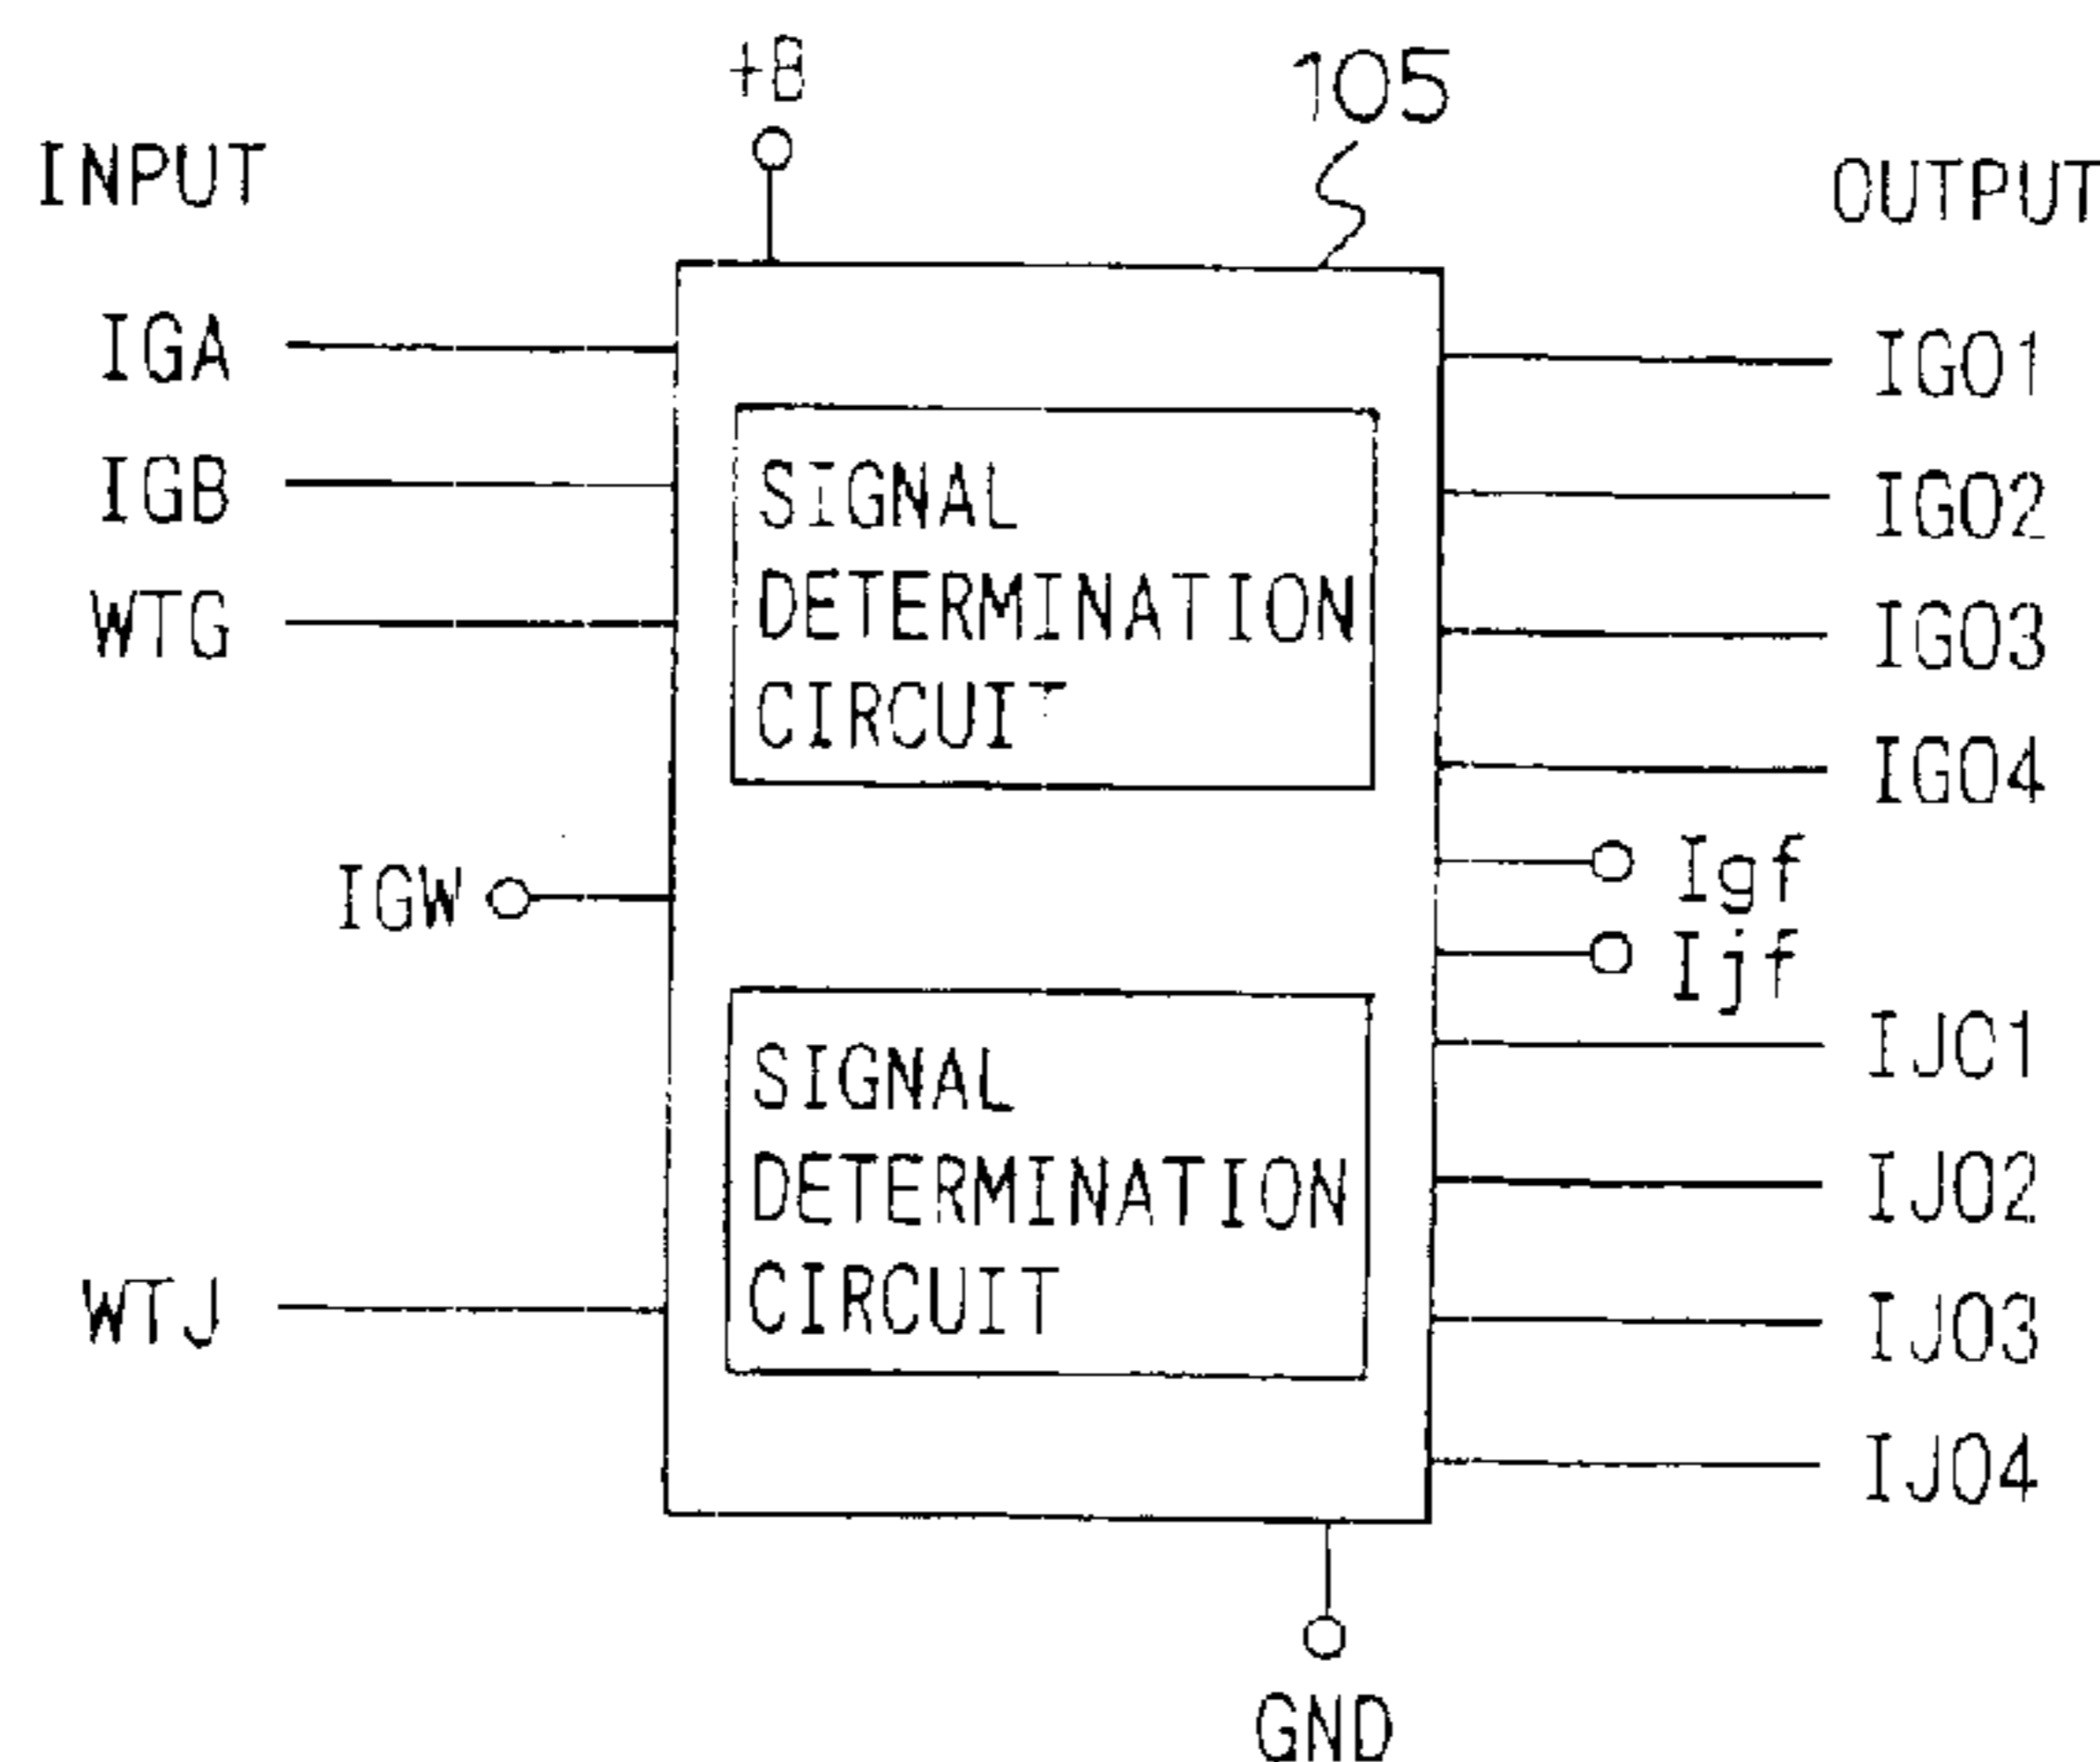 +B
105
INPUT
OUTPUT
IGA
IGB
WTG
IGW
WTJ
SIGNAL
DETERMINATION
CIRCUIT
SIGNAL
DETERMINATION
CIRCUIT
IGO1
IGO2
IGO3
IGO4
Igf
Ijf
IJO1
IJO2
IJO3
IJO4
GND